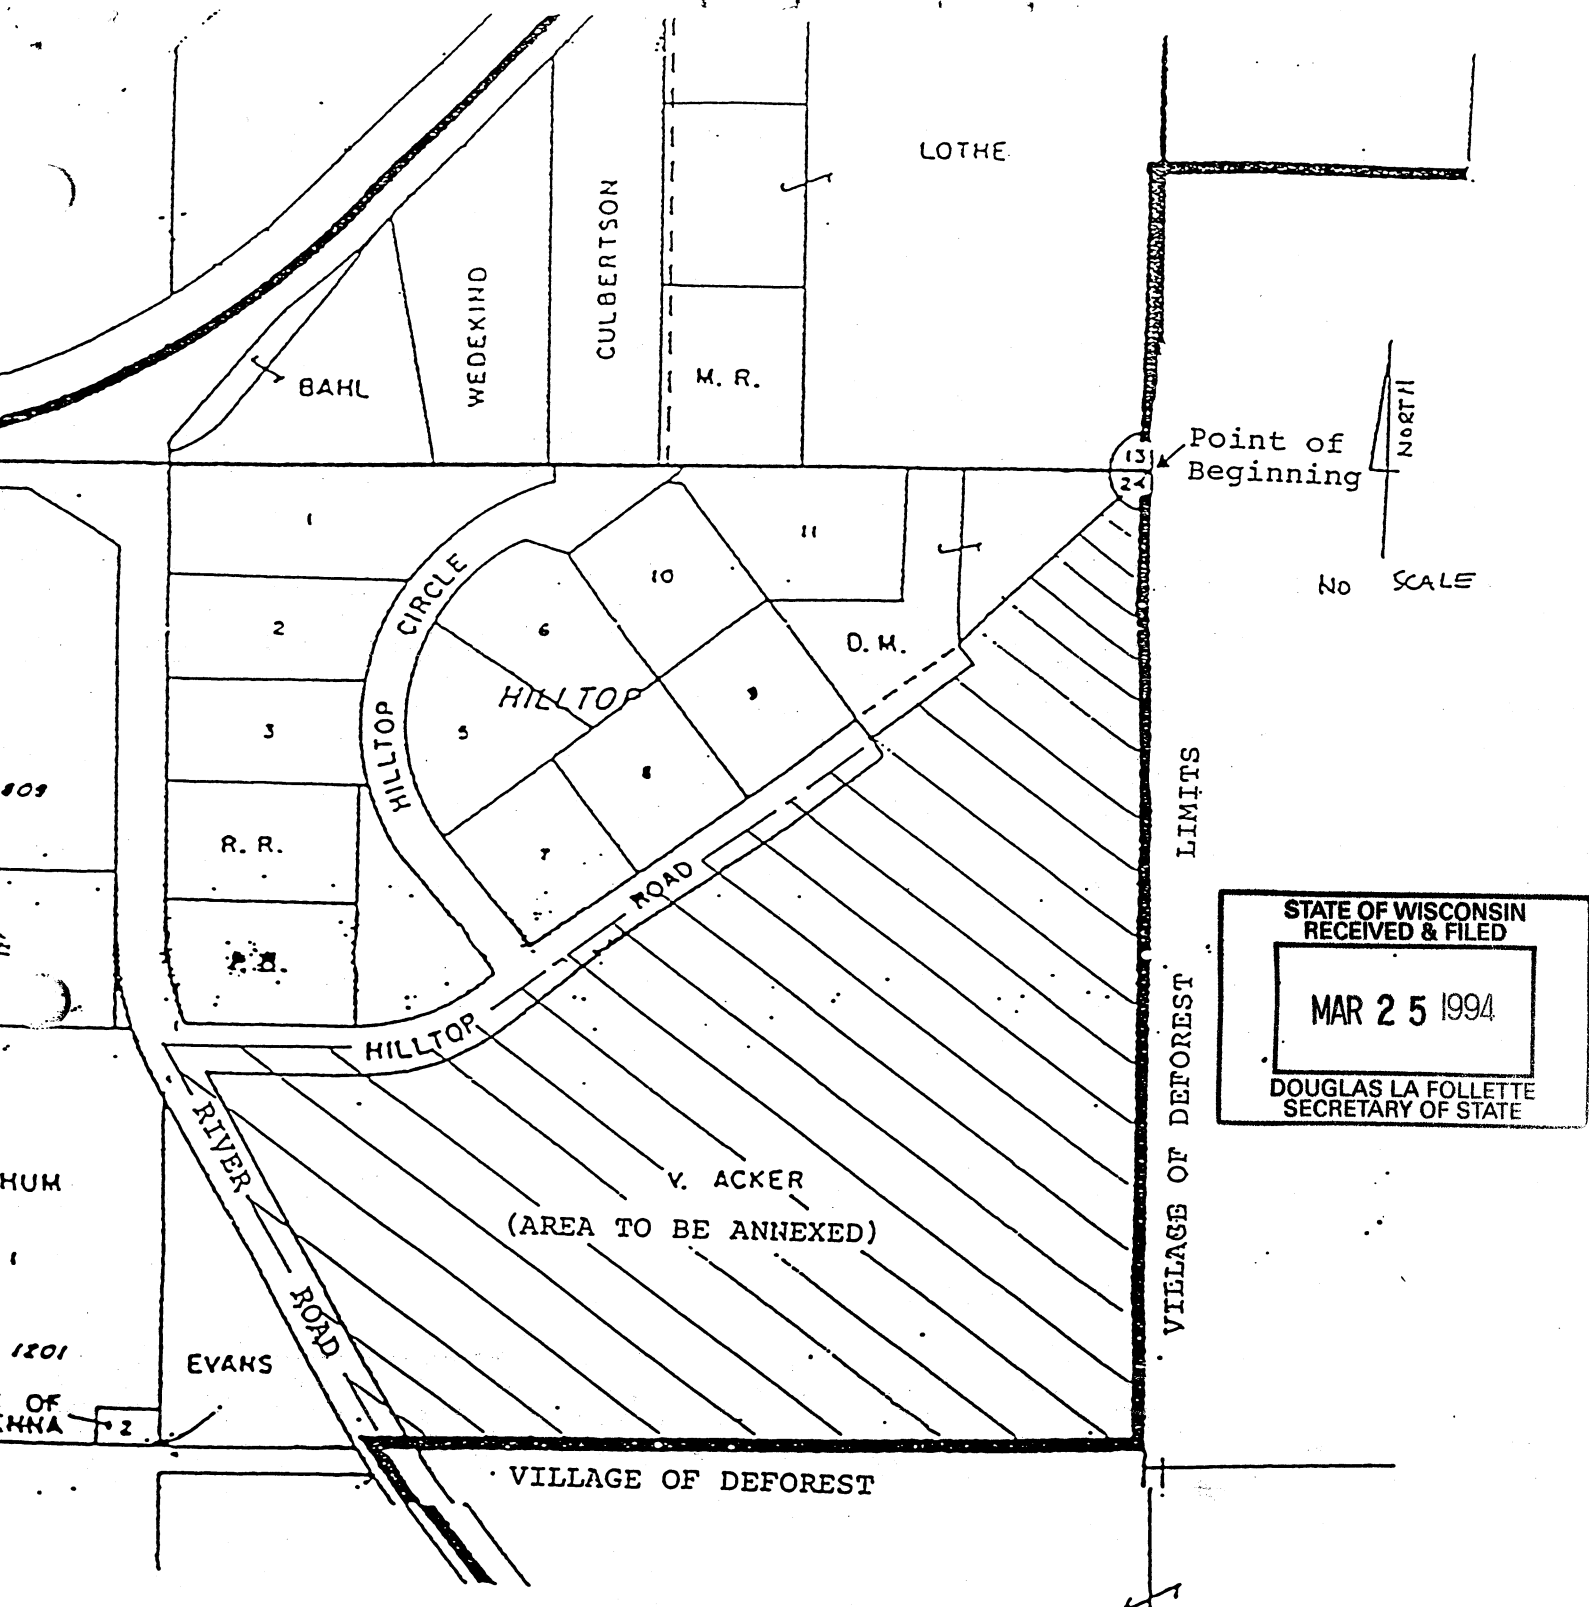 LOTHE
CULBERTSON
WEDEKIND
BAHL
M. R.
13
24
Point of
Beginning
NORTH
NO SCALE
1
11
10
CIRCLE
2
6
D. M.
HILLTOP
9
3
5
HILLTOP
8
R. R.
7
ROAD
LIMITS
STATE OF WISCONSIN
RECEIVED & FILED
MAR 25 1994
DOUGLAS LA FOLLETTE
SECRETARY OF STATE
HILLTOP
VILLAGE OF DEFOREST
RIVER
HUM
V. ACKER
(AREA TO BE ANNEXED)
1
ROAD
1201
EVANS
OF
2
VILLAGE OF DEFOREST